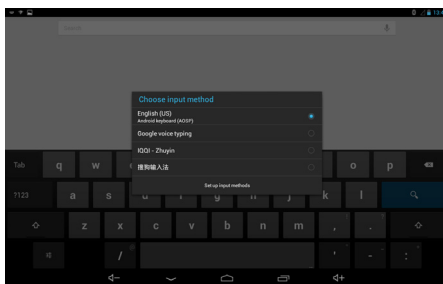 Search
Choose input method
English (US)
Android keyboard (AOSP)
Google voice typing
IQQI - Zhuyin
搜狗输入法
Set up input methods
Tab q w o p
?123 a s k l
z x c v b n m , .
/ ' - :